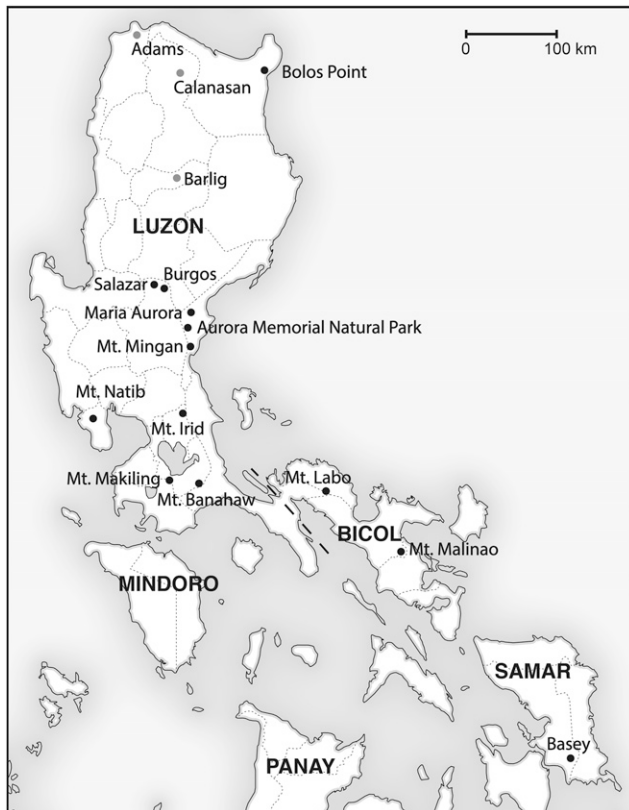 Adams
0 100 km
Bolos Point
Calanasan
Barlig
LUZON
Salazar
Burgos
Maria Aurora
Aurora Memorial Natural Park
Mt. Mingan
Mt. Natib
Mt. Irid
Mt. Makiling
Mt. Banahaw
Mt. Labo
BICOL
Mt. Malinao
MINDORO
SAMAR
Basey
PANAY